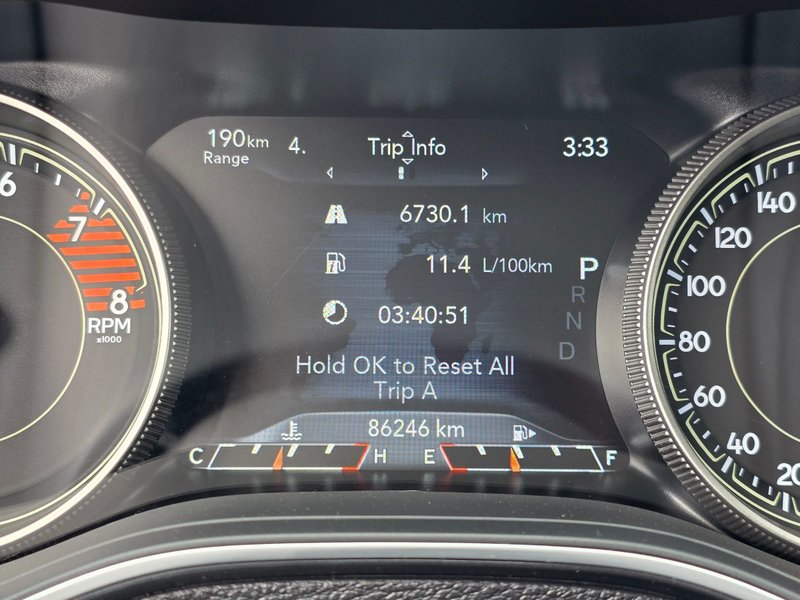 190km
Range
4.
Trip Info
3:33
6730.1 km
11.4 L/100km
03:40:51
P
R
N
D
Hold OK to Reset All
Trip A
86246 km
C
H
E
F
6
7
8
RPM
x1000
140
120
100
80
60
40
20